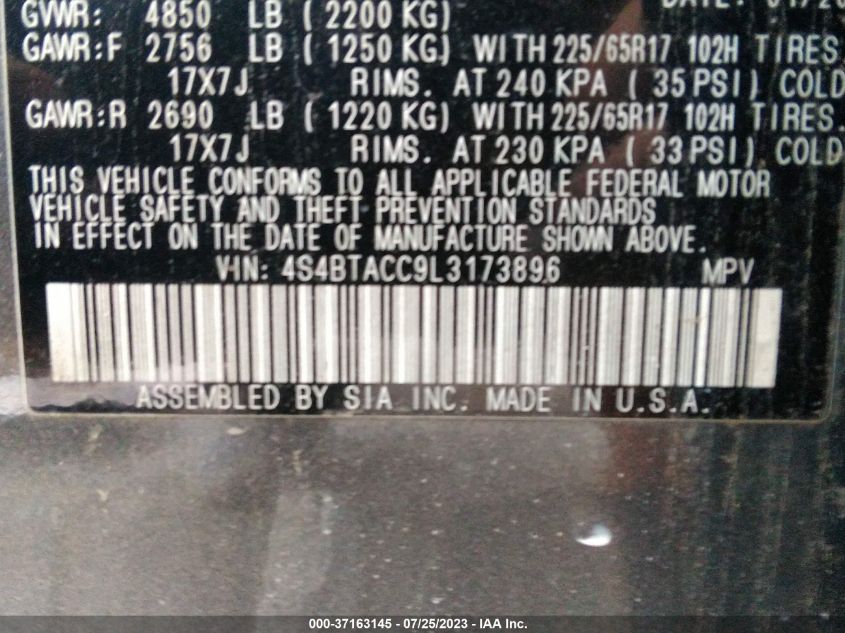 DATE:
GVWR: 4850 LB ( 2200 KG)
GAWR:F 2756 LB ( 1250 KG) WITH 225/65R17 102H TIRES.
17X7J RIMS. AT 240 KPA ( 35 PSI) COLD
GAWR:R 2690 LB ( 1220 KG) WITH 225/65R17 102H TIRES.
17X7J RIMS. AT 230 KPA ( 33 PSI) COLD
THIS VEHICLE CONFORMS TO ALL APPLICABLE FEDERAL MOTOR
VEHICLE SAFETY AND THEFT PREVENTION STANDARDS
IN EFFECT ON THE DATE OF MANUFACTURE SHOWN ABOVE.
VIN: 4S4BTACC9L3173896 MPV
ASSEMBLED BY SIA INC. MADE IN U.S.A.
000-37163145 - 07/25/2023 - IAA Inc.